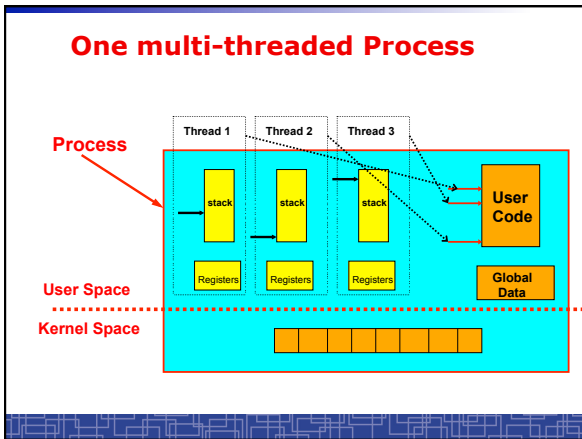 One multi-threaded Process
Thread 1
Thread 2
Thread 3
Process
stack
stack
stack
User
Code
Registers
Registers
Registers
Global
Data
User Space
Kernel Space